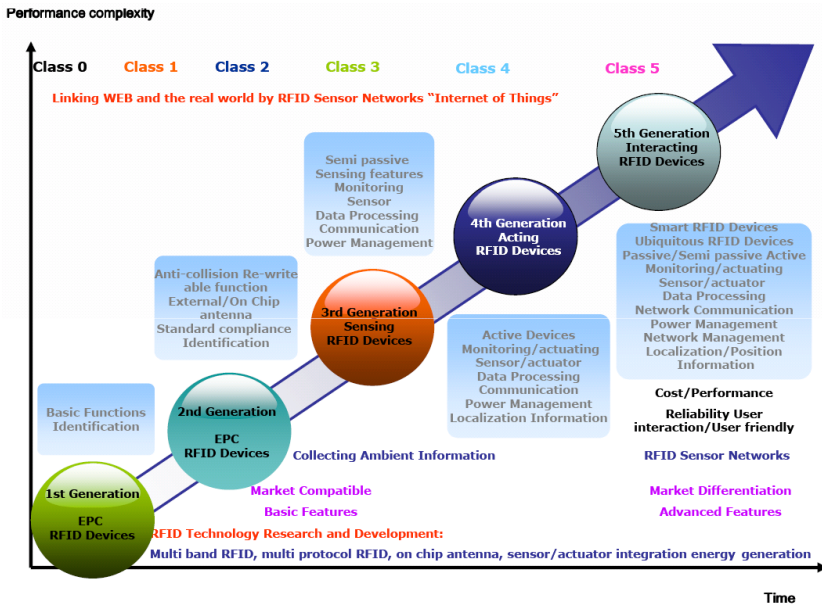 Performance complexity
Class 0 Class 1 Class 2 Class 3 Class 4 Class 5
Linking WEB and the real world by RFID Sensor Networks “Internet of Things”
5th Generation
Interacting
RFID Devices
Semi passive
Sensing features
Monitoring
Sensor
Data Processing
Communication
Power Management
4th Generation
Acting
RFID Devices
Smart RFID Devices
Ubiquitous RFID Devices
Passive/Semi passive Active
Monitoring/actuating
Sensor/actuator
Data Processing
Network Communication
Power Management
Network Management
Localization/Position
Information
Anti-collision Re-write
able function
External/On Chip
antenna
Standard compliance
Identification
3rd Generation
Sensing
RFID Devices
Active Devices
Monitoring/actuating
Sensor/actuator
Data Processing
Communication
Power Management
Localization Information
Cost/Performance
Reliability User
interaction/User friendly
Basic Functions
Identification
2nd Generation
EPC
RFID Devices
Collecting Ambient Information
RFID Sensor Networks
Market Compatible
Basic Features
Market Differentiation
Advanced Features
1st Generation
EPC
RFID Devices
RFID Technology Research and Development:
Multi band RFID, multi protocol RFID, on chip antenna, sensor/actuator integration energy generation
Time